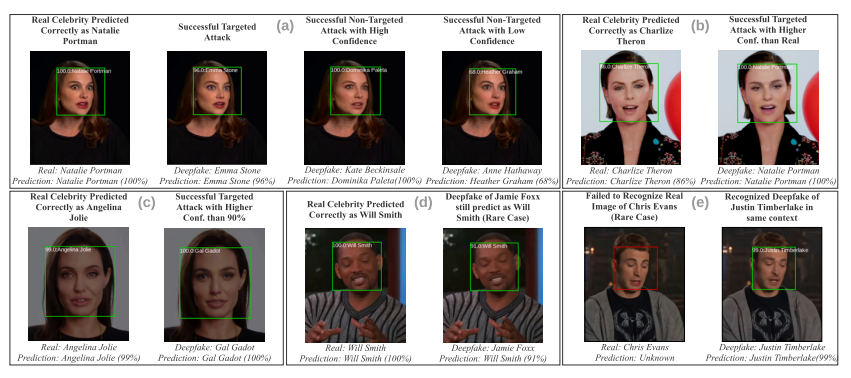 Real Celebrity Predicted
Correctly as Natalie
Portman
Successful Targeted
Attack
(a)
Successful Non-Targeted
Attack with High
Confidence
Successful Non-Targeted
Attack with Low
Confidence
100.0:Natalie Portman
96.0:Emma Stone
100.0:Dominika Paleta
68.0:Heather Graham
Real: Natalie Portman
Prediction: Natalie Portman (100%)
Deepfake: Emma Stone
Prediction: Emma Stone (96%)
Deepfake: Kate Beckinsale
Prediction: Dominika Paleta(100%)
Deepfake: Anne Hathaway
Prediction: Heather Graham (68%)
Real Celebrity Predicted
Correctly as Charlize
Theron
(b)
Successful Targeted
Attack with Higher
Conf. than Real
86.0:Charlize Theron
100.0:Natalie Portman
Real: Charlize Theron
Prediction: Charlize Theron (86%)
Deepfake: Natalie Portman
Prediction: Natalie Portman (100%)
Real Celebrity Predicted
Correctly as Angelina
Jolie
(c)
Successful Targeted
Attack with Higher
Conf. than 90%
99.0:Angelina Jolie
100.0:Gal Gadot
Real: Angelina Jolie
Prediction: Angelina Jolie (99%)
Deepfake: Gal Gadot
Prediction: Gal Gadot (100%)
Real Celebrity Predicted
Correctly as Will Smith
(d)
Deepfake of Jamie Foxx
still predict as Will
Smith (Rare Case)
100.0:Will Smith
91.0:Will Smith
Real: Will Smith
Prediction: Will Smith (100%)
Deepfake: Jamie Foxx
Prediction: Will Smith (91%)
Failed to Recognize Real
Image of Chris Evans
(Rare Case)
(e)
Recognized Deepfake of
Justin Timberlake in
same context
99.0:Justin Timberlake
Real: Chris Evans
Prediction: Unknown
Deepfake: Justin Timberlake
Prediction: Justin Timberlake(99%)